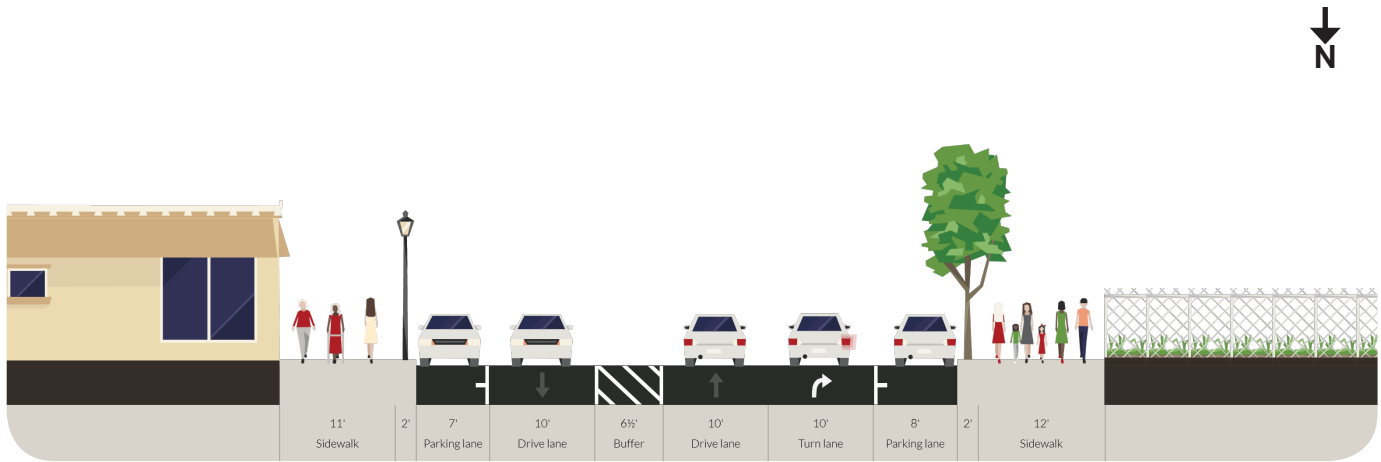 N
11' 2' 7' 10' 6½' 10' 10' 8' 2' 12'
Sidewalk Parking lane Drive lane Buffer Drive lane Turn lane Parking lane Sidewalk